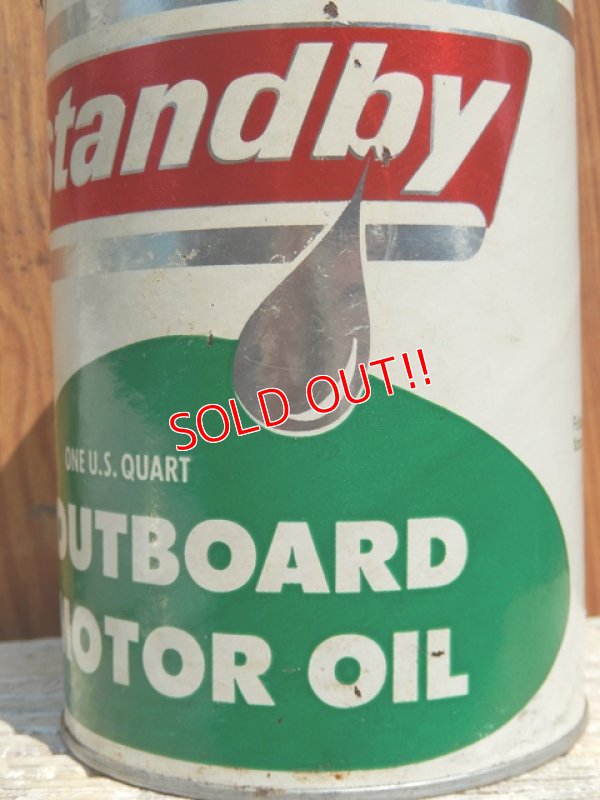 standby
SOLD OUT!!
ONE U.S. QUART
OUTBOARD
MOTOR OIL